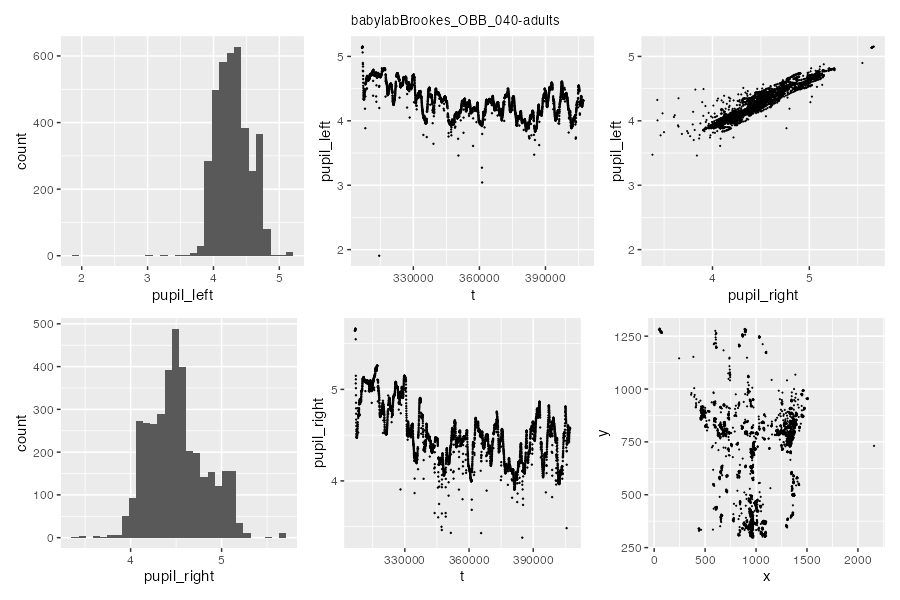 babylabBrookes_OBB_040-adults
600
400
200
0
count
2 3 4 5
pupil_left
5
4
3
2
pupil_left
330000 360000 390000
t
5
4
3
2
pupil_left
4 5
pupil_right
500
400
300
200
100
0
count
4 5
pupil_right
5
4
pupil_right
330000 360000 390000
t
1250
1000
750
500
250
y
0 500 1000 1500 2000
x